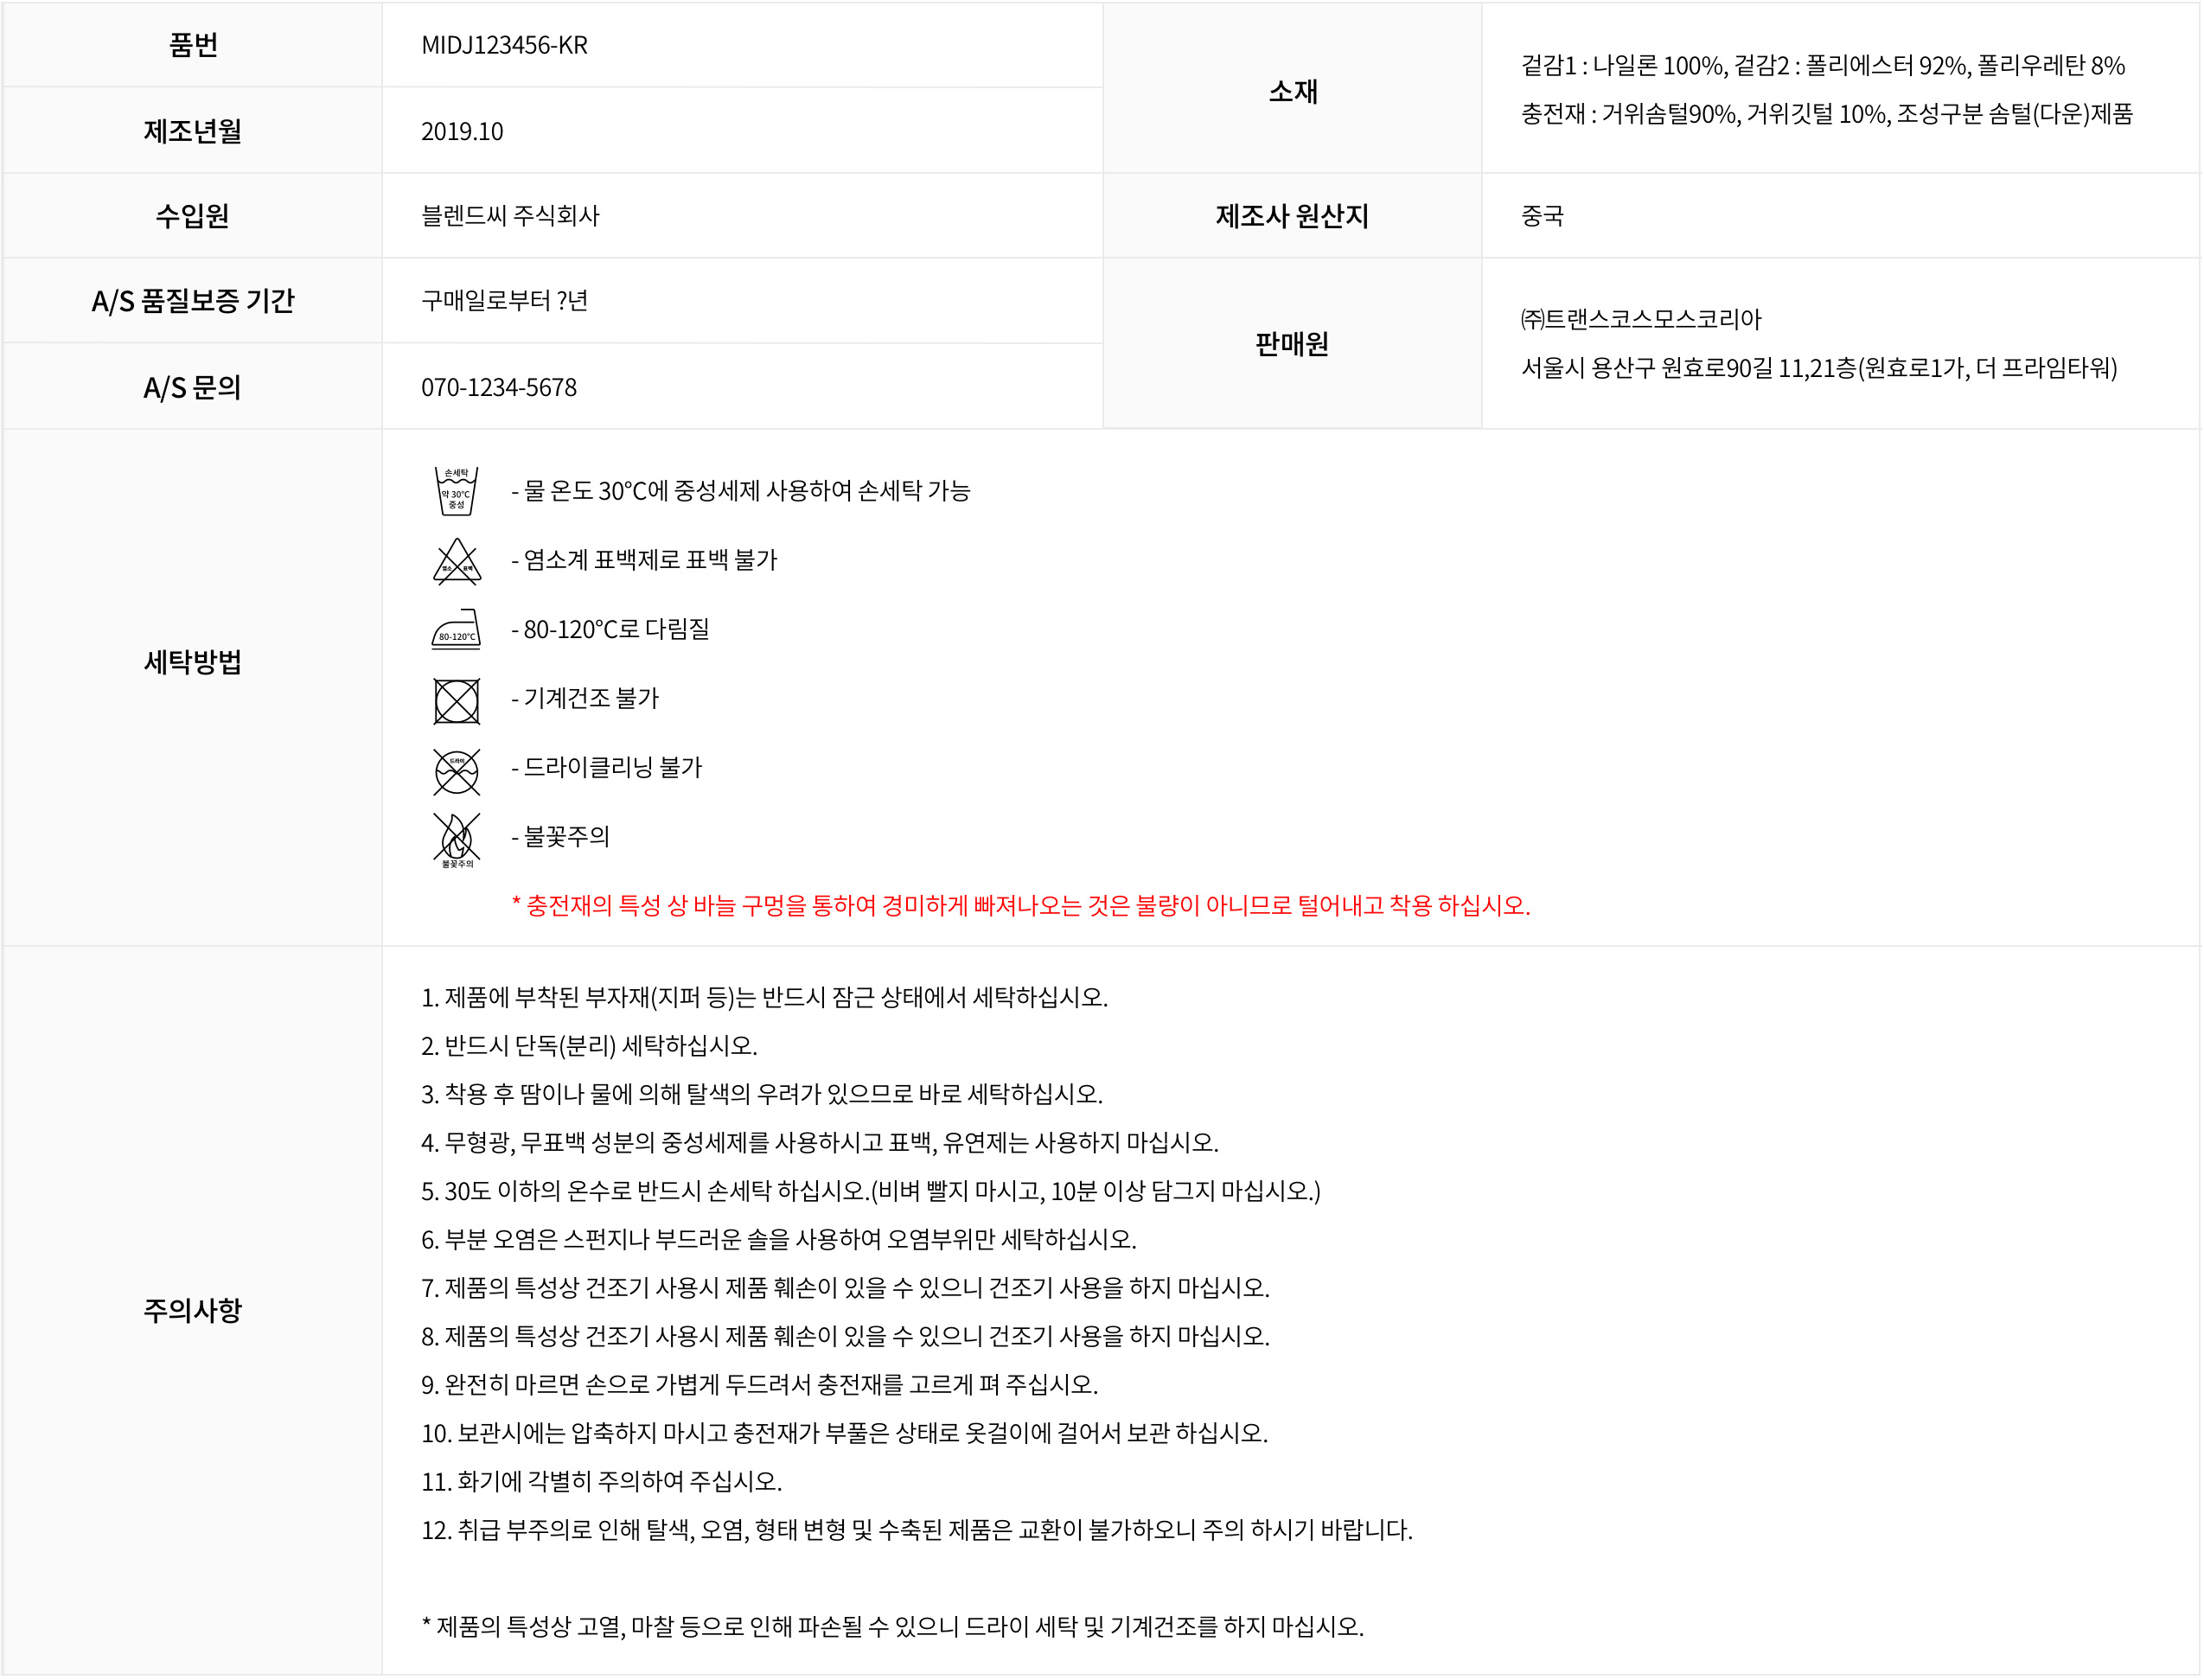 품번
MIDJ123456-KR
소재
겉감1 : 나일론 100%, 겉감2 : 폴리에스터 92%, 폴리우레탄 8%
충전재 : 거위솜털90%, 거위깃털 10%, 조성구분 솜털(다운)제품
제조년월
2019.10
수입원
블렌드씨 주식회사
제조사 원산지
중국
A/S 품질보증 기간
구매일로부터 ?년
판매원
㈜트랜스코스모스코리아
서울시 용산구 원효로90길 11,21층(원효로1가, 더 프라임타워)
A/S 문의
070-1234-5678
세탁방법
손세탁
약 30℃
중성
- 물 온도 30℃에 중성세제 사용하여 손세탁 가능
염소 표백
- 염소계 표백제로 표백 불가
80-120℃
- 80-120℃로 다림질
- 기계건조 불가
드라이
- 드라이클리닝 불가
불꽃주의
- 불꽃주의
* 충전재의 특성 상 바늘 구멍을 통하여 경미하게 빠져나오는 것은 불량이 아니므로 털어내고 착용 하십시오.
주의사항
1. 제품에 부착된 부자재(지퍼 등)는 반드시 잠근 상태에서 세탁하십시오.
2. 반드시 단독(분리) 세탁하십시오.
3. 착용 후 땀이나 물에 의해 탈색의 우려가 있으므로 바로 세탁하십시오.
4. 무형광, 무표백 성분의 중성세제를 사용하시고 표백, 유연제는 사용하지 마십시오.
5. 30도 이하의 온수로 반드시 손세탁 하십시오.(비벼 빨지 마시고, 10분 이상 담그지 마십시오.)
6. 부분 오염은 스펀지나 부드러운 솔을 사용하여 오염부위만 세탁하십시오.
7. 제품의 특성상 건조기 사용시 제품 훼손이 있을 수 있으니 건조기 사용을 하지 마십시오.
8. 제품의 특성상 건조기 사용시 제품 훼손이 있을 수 있으니 건조기 사용을 하지 마십시오.
9. 완전히 마르면 손으로 가볍게 두드려서 충전재를 고르게 펴 주십시오.
10. 보관시에는 압축하지 마시고 충전재가 부풀은 상태로 옷걸이에 걸어서 보관 하십시오.
11. 화기에 각별히 주의하여 주십시오.
12. 취급 부주의로 인해 탈색, 오염, 형태 변형 및 수축된 제품은 교환이 불가하오니 주의 하시기 바랍니다.
* 제품의 특성상 고열, 마찰 등으로 인해 파손될 수 있으니 드라이 세탁 및 기계건조를 하지 마십시오.